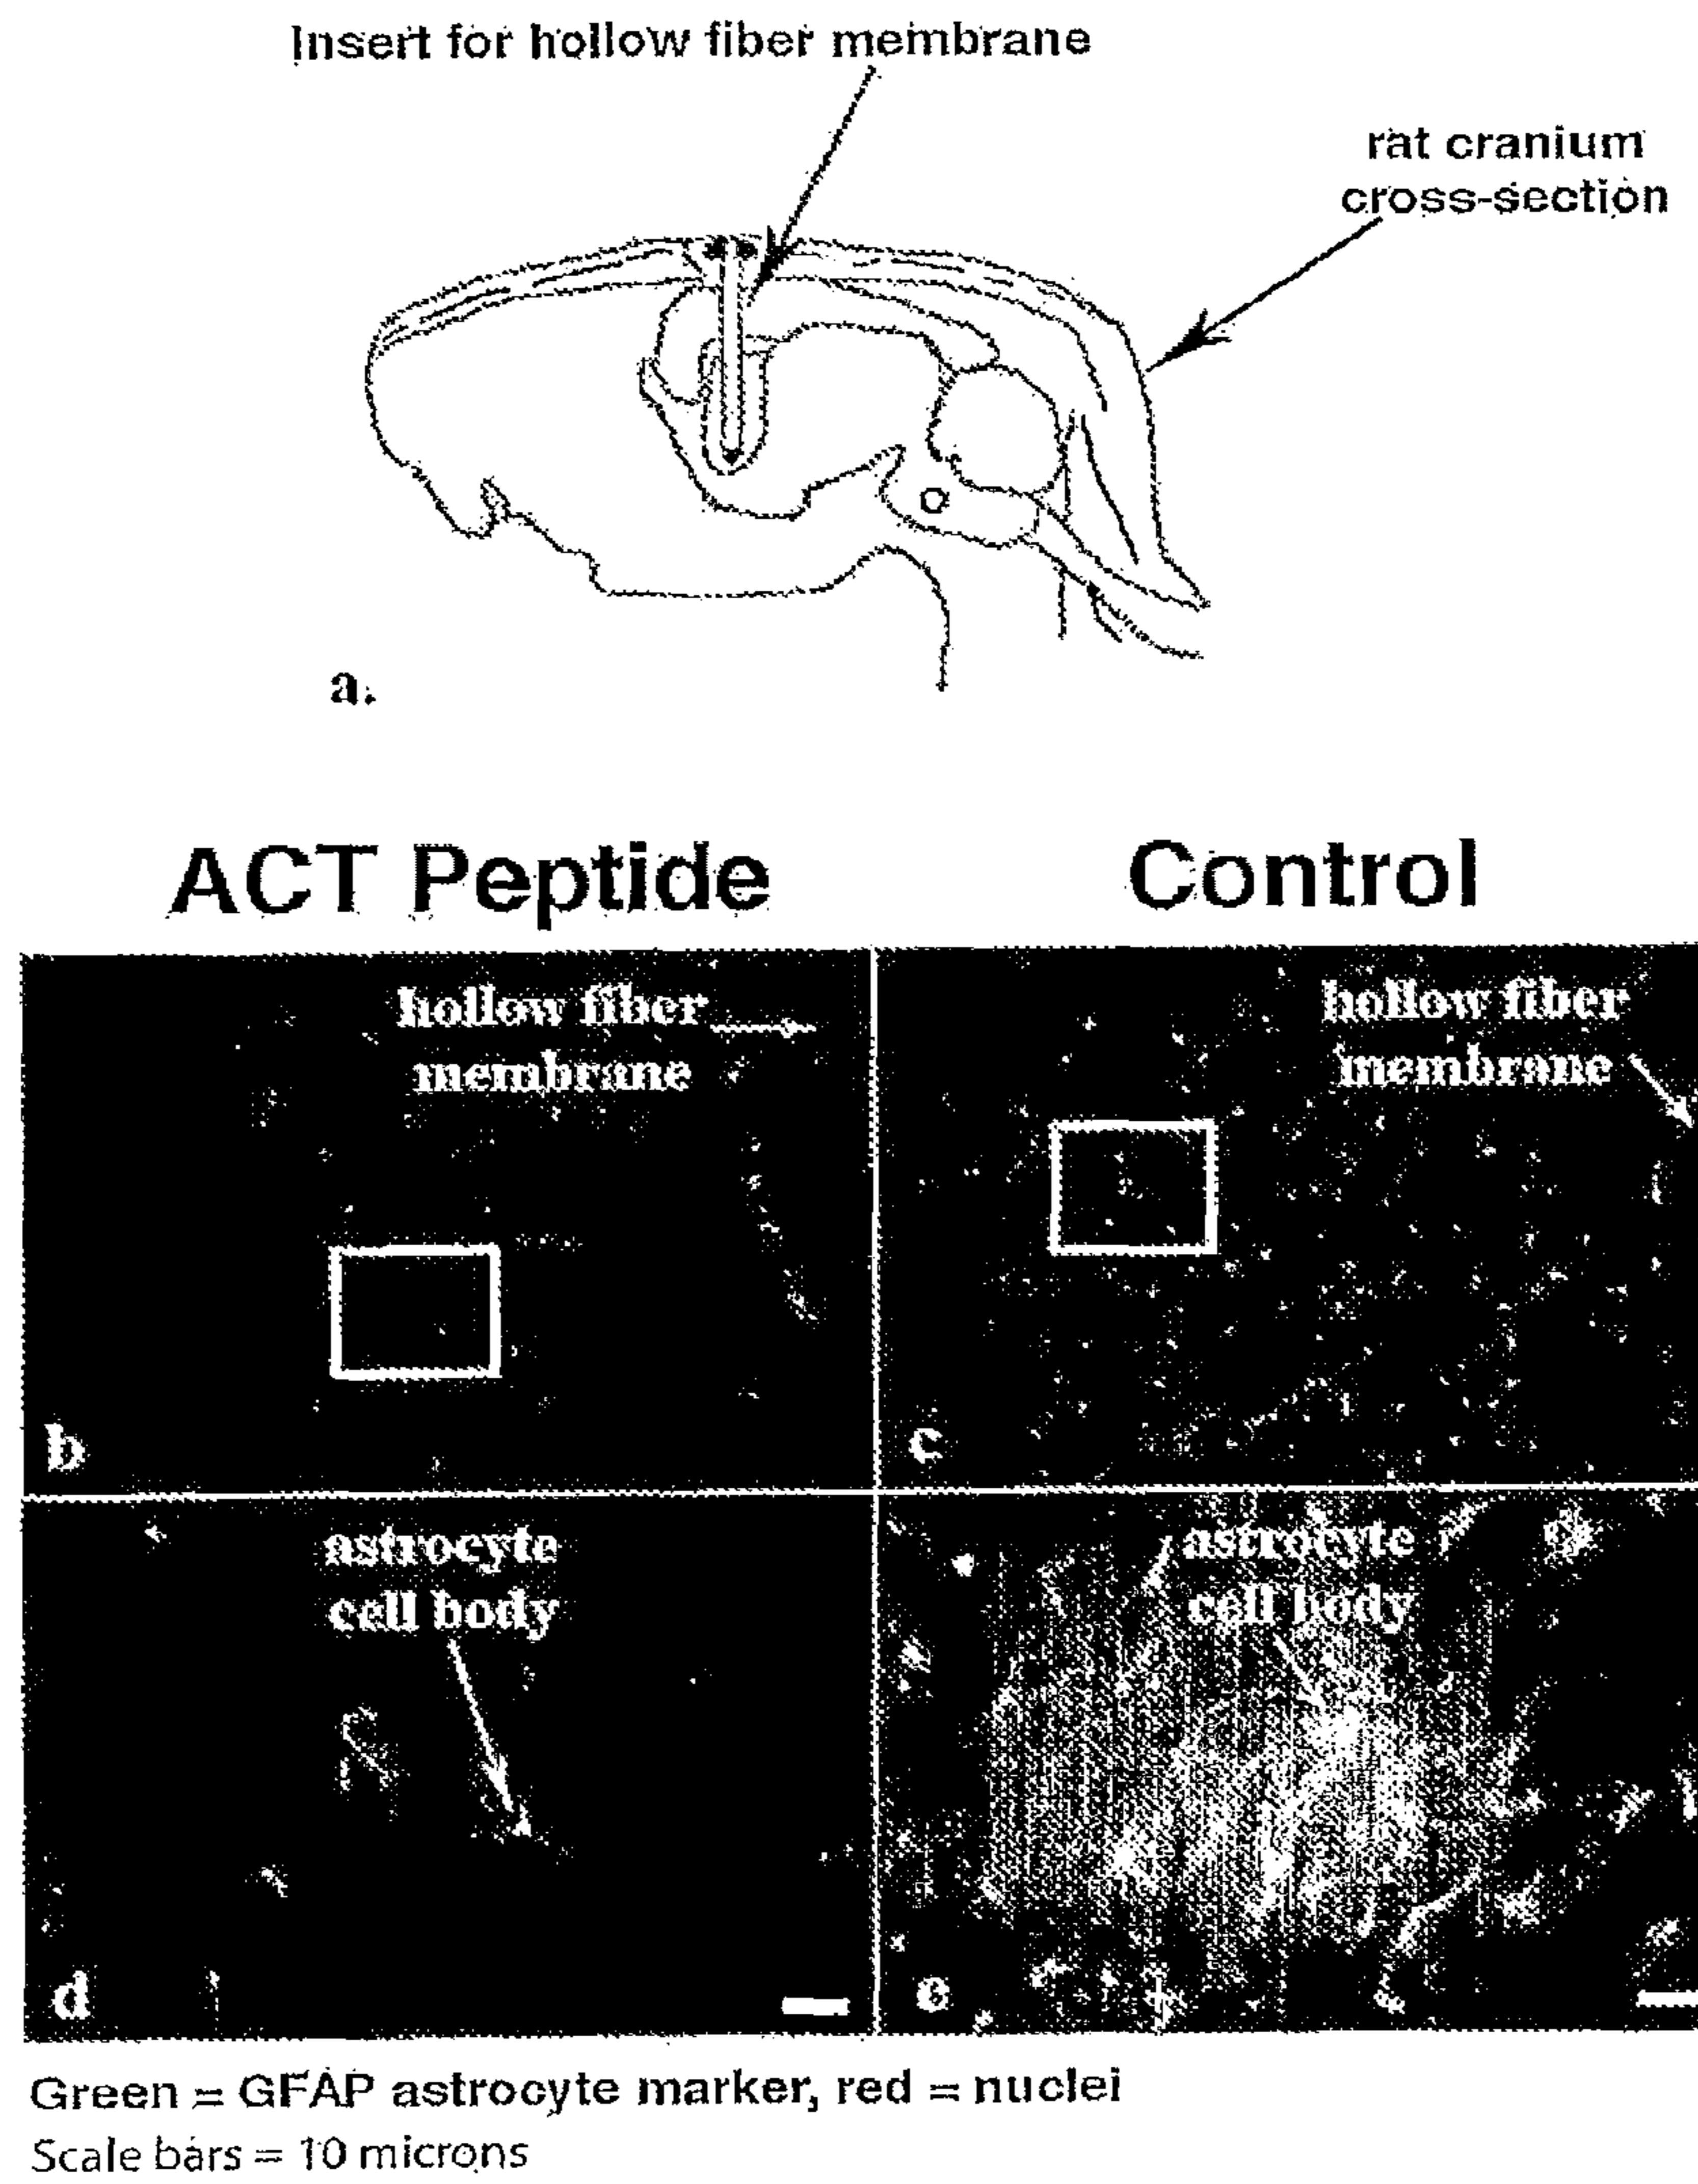 Insert for hollow fiber membrane
rat cranium
cross-section
a.
ACT Peptide
Control
hollow fiber
membrane
hollow fiber
membrane
b
c
astrocyte
cell body
astrocyte
cell body
d
e
Green = GFAP astrocyte marker, red = nuclei
Scale bars = 10 microns